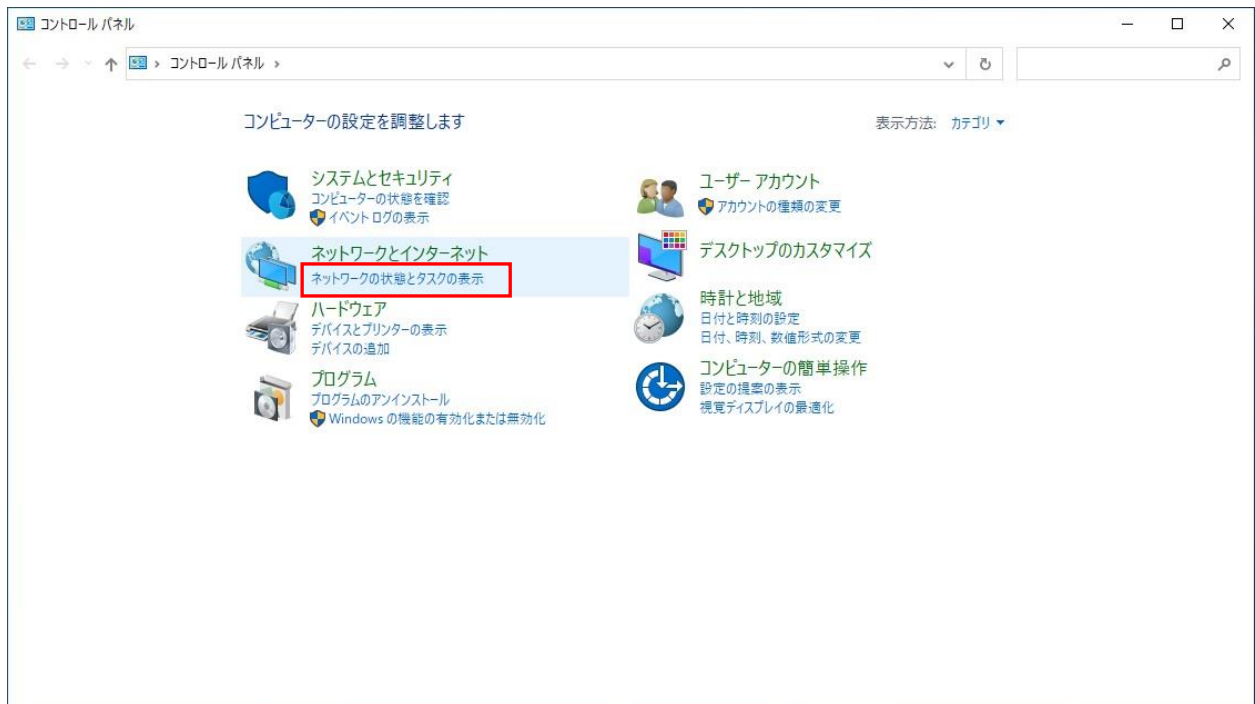 コントロール パネル
コントロール パネル
コンピューターの設定を調整します
表示方法: カテゴリ
システムとセキュリティ
コンピューターの状態を確認
イベント ログの表示
ネットワークとインターネット
ネットワークの状態とタスクの表示
ハードウェア
デバイスとプリンターの表示
デバイスの追加
プログラム
プログラムのアンインストール
Windows の機能の有効化または無効化
ユーザー アカウント
アカウントの種類の変更
デスクトップのカスタマイズ
時計と地域
日付と時刻の設定
日付、時刻、数値形式の変更
コンピューターの簡単操作
設定の提案の表示
視覚ディスプレイの最適化